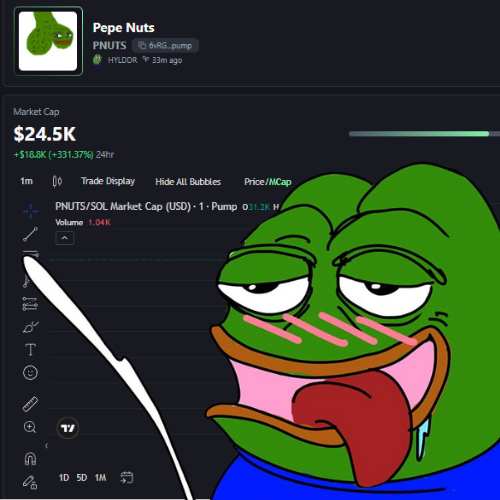 Pepe Nuts
PNUTS 6vRG...pump
HYLDDR 33m ago
Market Cap
$24.5K
+$18.8K (+331.37%) 24hr
1m Trade Display Hide All Bubbles Price/MCap
PNUTS/SOL Market Cap (USD) · 1 · Pump O31.2K H
Volume 1.04K
T
1D 5D 1M